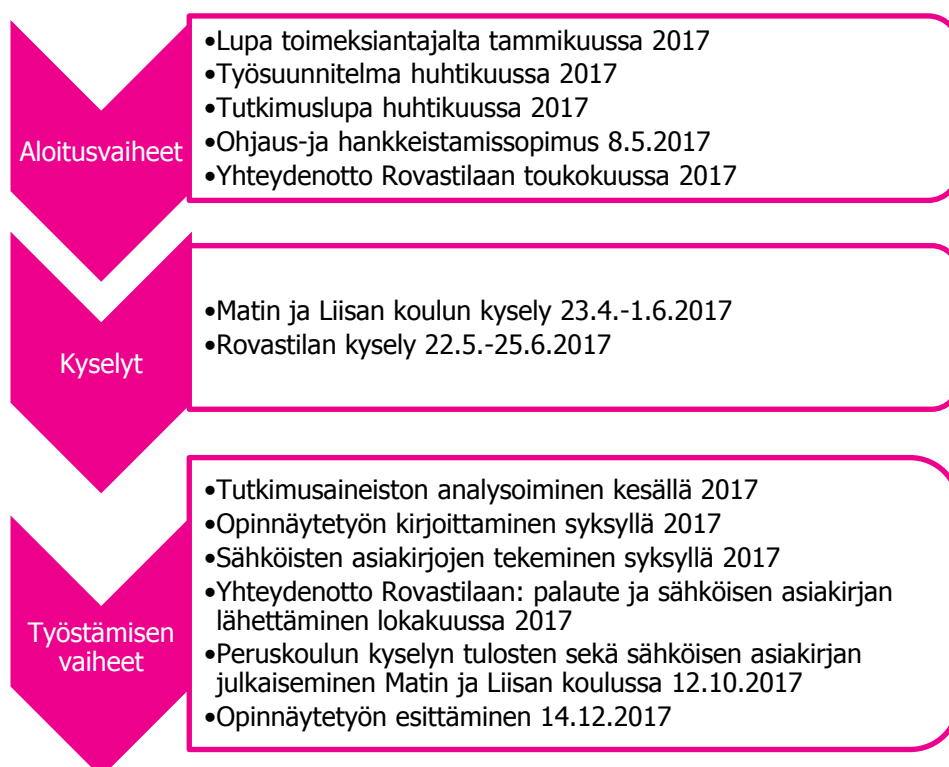 Aloitusvaiheet
•Lupa toimeksiantajalta tammikuussa 2017
•Työsuunnitelma huhtikuussa 2017
•Tutkimuslupa huhtikuussa 2017
•Ohjaus-ja hankkeistamissopimus 8.5.2017
•Yhteydenotto Rovastilaan toukokuussa 2017
Kyselyt
•Matin ja Liisan koulun kysely 23.4.-1.6.2017
•Rovastilan kysely 22.5.-25.6.2017
Työstämisen
vaiheet
•Tutkimusaineiston analysoiminen kesällä 2017
•Opinnäytetyön kirjoittaminen syksyllä 2017
•Sähköisten asiakirjojen tekeminen syksyllä 2017
•Yhteydenotto Rovastilaan: palaute ja sähköisen asiakirjan
lähettäminen lokakuussa 2017
•Peruskoulun kyselyn tulosten sekä sähköisen asiakirjan
julkaiseminen Matin ja Liisan koulussa 12.10.2017
•Opinnäytetyön esittäminen 14.12.2017